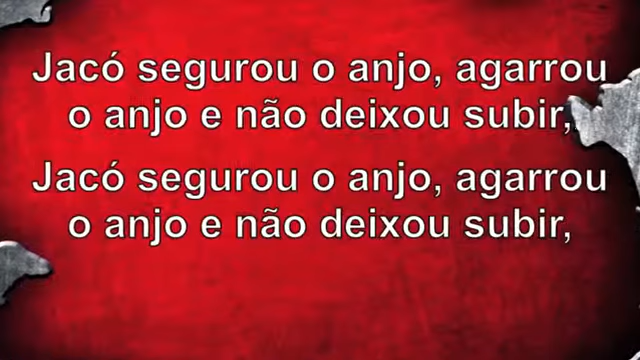 Jacó segurou o anjo, agarrou
o anjo e não deixou subir,
Jacó segurou o anjo, agarrou
o anjo e não deixou subir,